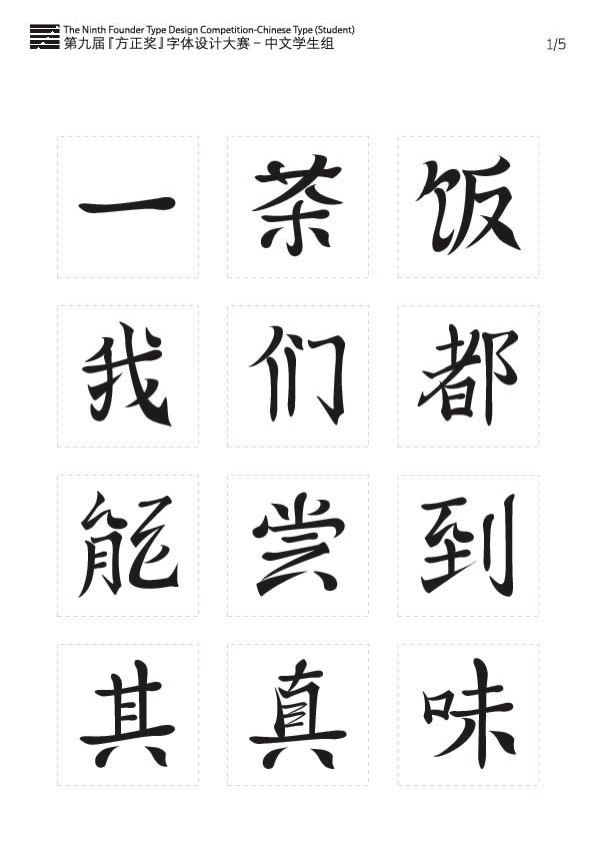 The Ninth Founder Type Design Competition-Chinese Type (Student)
第九届『方正奖』字体设计大赛 – 中文学生组
1/5
一茶饭
我们都
能尝到
其真味